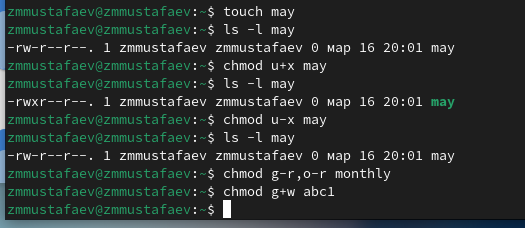 zmmustafaev@zmmustafaev:~$ touch may
zmmustafaev@zmmustafaev:~$ ls -l may
-rw-r--r--. 1 zmmustafaev zmmustafaev 0 мар 16 20:01 may
zmmustafaev@zmmustafaev:~$ chmod u+x may
zmmustafaev@zmmustafaev:~$ ls -l may
-rwxr--r--. 1 zmmustafaev zmmustafaev 0 мар 16 20:01 may
zmmustafaev@zmmustafaev:~$ chmod u-x may
zmmustafaev@zmmustafaev:~$ ls -l may
-rw-r--r--. 1 zmmustafaev zmmustafaev 0 мар 16 20:01 may
zmmustafaev@zmmustafaev:~$ chmod g-r,o-r monthly
zmmustafaev@zmmustafaev:~$ chmod g+w abc1
zmmustafaev@zmmustafaev:~$